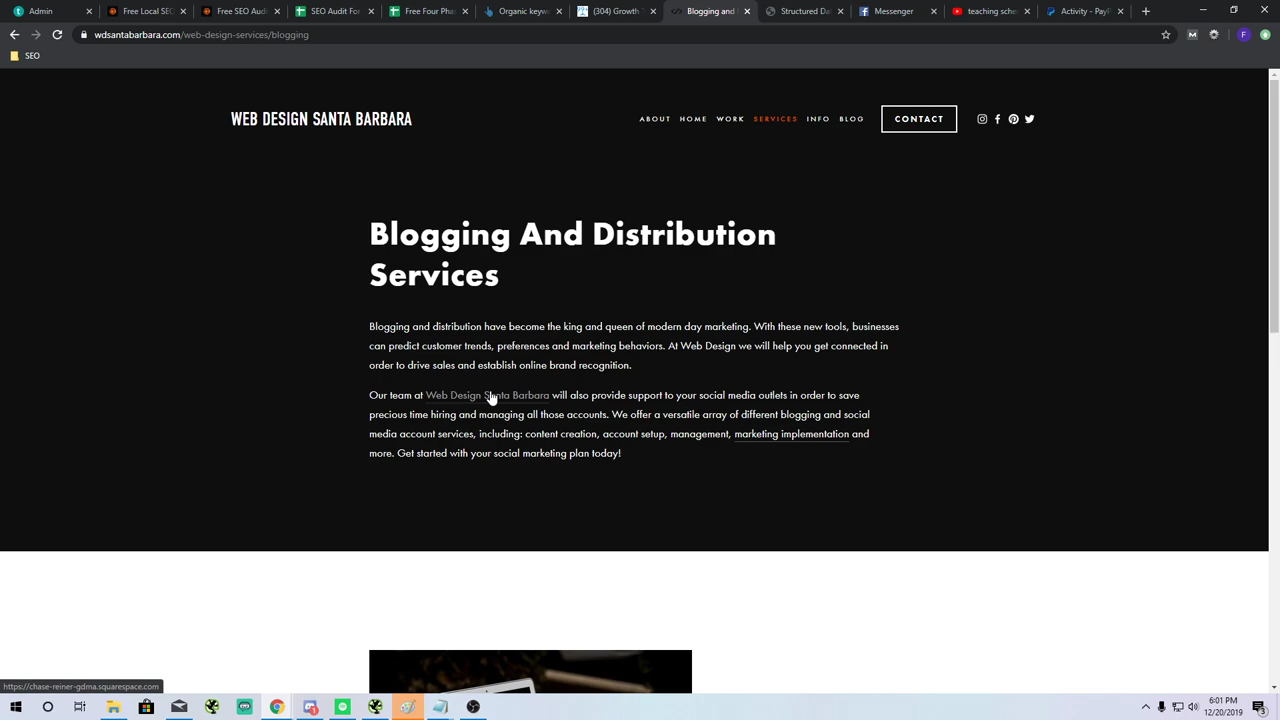 Admin
Free Local SEC
Free SEO Audi
SEO Audit For
Free Four Pha
Organic keyw
(304) Growth T
Blogging and
Structured Dat
Messenger
teaching sche
Activity - PayP
wdsantabarbara.com/web-design-services/blogging
SEO
WEB DESIGN SANTA BARBARA
ABOUT HOME WORK SERVICES INFO BLOG CONTACT
Blogging And Distribution
Services
Blogging and distribution have become the king and queen of modern day marketing. With these new tools, businesses
can predict customer trends, preferences and marketing behaviors. At Web Design we will help you get connected in
order to drive sales and establish online brand recognition.
Our team at Web Design Santa Barbara will also provide support to your social media outlets in order to save
precious time hiring and managing all those accounts. We offer a versatile array of different blogging and social
media account services, including: content creation, account setup, management, marketing implementation and
more. Get started with your social marketing plan today!
https://chase-reiner-gdma.squarespace.com
6:01 PM
12/20/2019